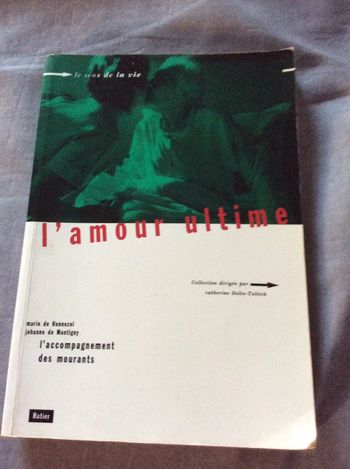 le sens de la vie
l'amour ultime
Collection dirigée par
catherine Dolto-Tolitch
marie de Hennezel
johanne de Montigny
l'accompagnement
des mourants
Hatier